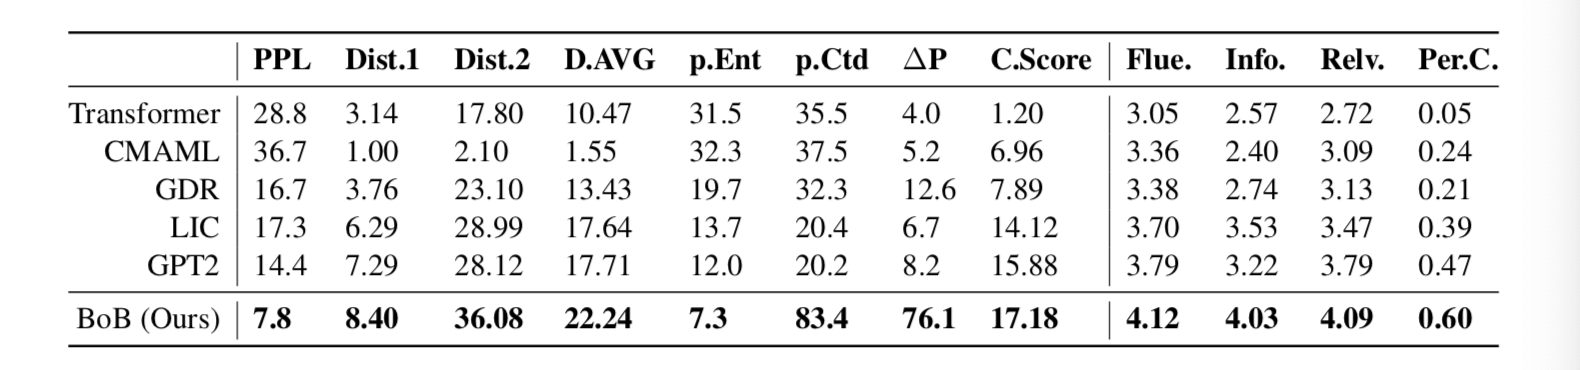 PPL Dist.1 Dist.2 D.AVG p.Ent p.Ctd ΔP C.Score Flue. Info. Relv. Per.C.
Transformer 28.8 3.14 17.80 10.47 31.5 35.5 4.0 1.20 3.05 2.57 2.72 0.05
CMAML 36.7 1.00 2.10 1.55 32.3 37.5 5.2 6.96 3.36 2.40 3.09 0.24
GDR 16.7 3.76 23.10 13.43 19.7 32.3 12.6 7.89 3.38 2.74 3.13 0.21
LIC 17.3 6.29 28.99 17.64 13.7 20.4 6.7 14.12 3.70 3.53 3.47 0.39
GPT2 14.4 7.29 28.12 17.71 12.0 20.2 8.2 15.88 3.79 3.22 3.79 0.47
BoB (Ours) 7.8 8.40 36.08 22.24 7.3 83.4 76.1 17.18 4.12 4.03 4.09 0.60